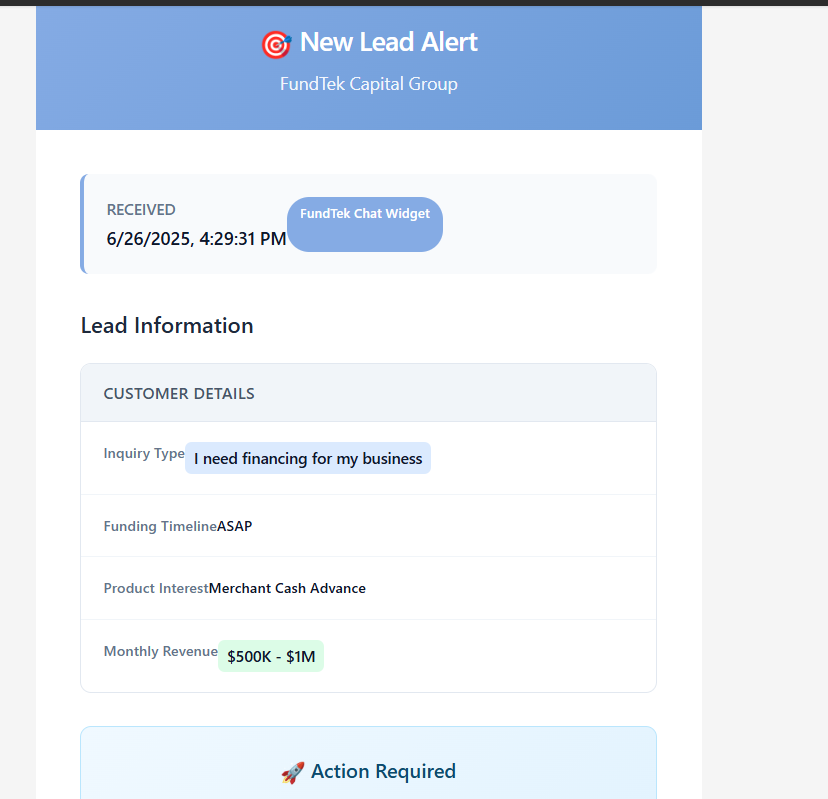 🎯 New Lead Alert
FundTek Capital Group
RECEIVED
6/26/2025, 4:29:31 PM
FundTek Chat Widget
Lead Information
CUSTOMER DETAILS
Inquiry Type I need financing for my business
Funding Timeline ASAP
Product Interest Merchant Cash Advance
Monthly Revenue $500K - $1M
🚀 Action Required